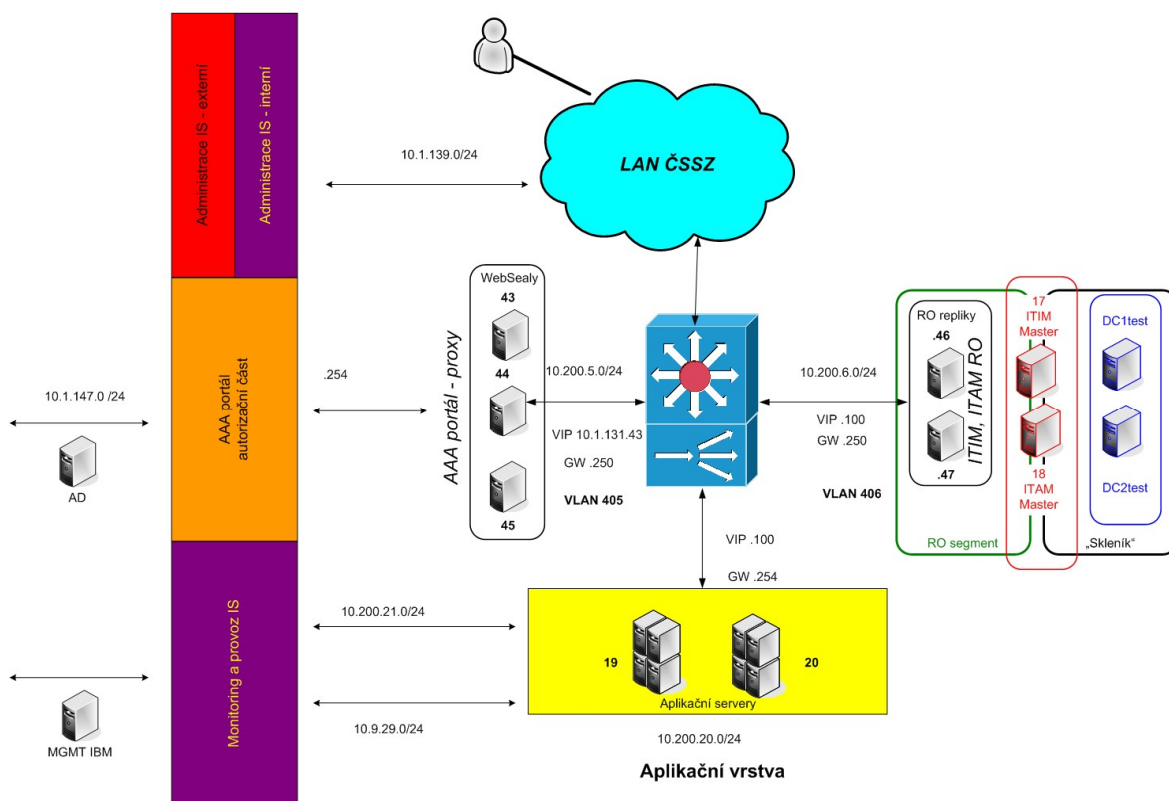 Administrace IS - externí
Administrace IS - interní
10.1.139.0/24
LAN ČSSZ
AAA portál
autorizační část
.254
10.1.147.0 /24
AD
AAA portál - proxy
WebSealy
43
44
45
10.200.5.0/24
VIP 10.1.131.43
GW .250
VLAN 405
10.200.6.0/24
VIP .100
GW .250
VLAN 406
RO repliky
.46
.47
ITIM, ITAM RO
RO segment
17
ITIM
Master
18
ITAM
Master
DC1test
DC2test
„Skleník“
VIP .100
GW .254
Monitoring a provoz IS
MGMT IBM
10.200.21.0/24
10.9.29.0/24
19
20
Aplikační servery
10.200.20.0/24
Aplikační vrstva